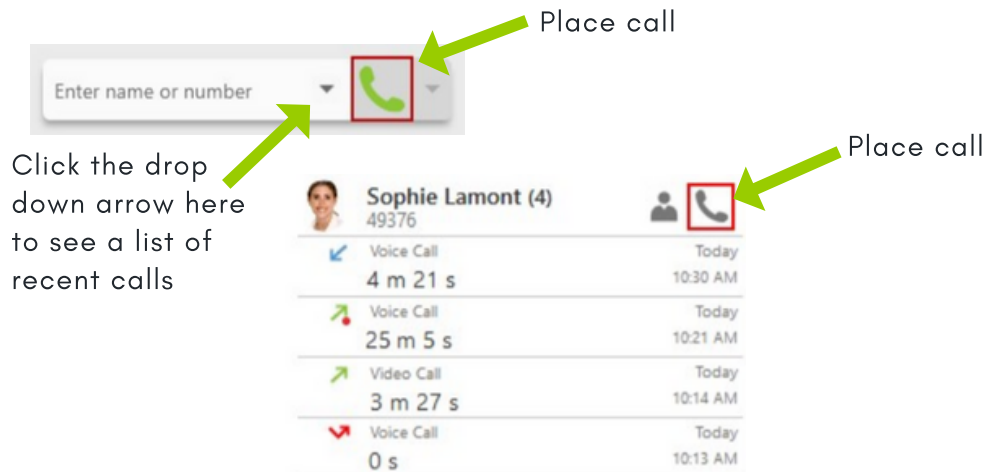 Place call
Enter name or number
Click the drop
down arrow here
to see a list of
recent calls
Place call
Sophie Lamont (4)
49376
Voice Call Today
4 m 21 s 10:30 AM
Voice Call Today
25 m 5 s 10:21 AM
Video Call Today
3 m 27 s 10:14 AM
Voice Call Today
0 s 10:13 AM